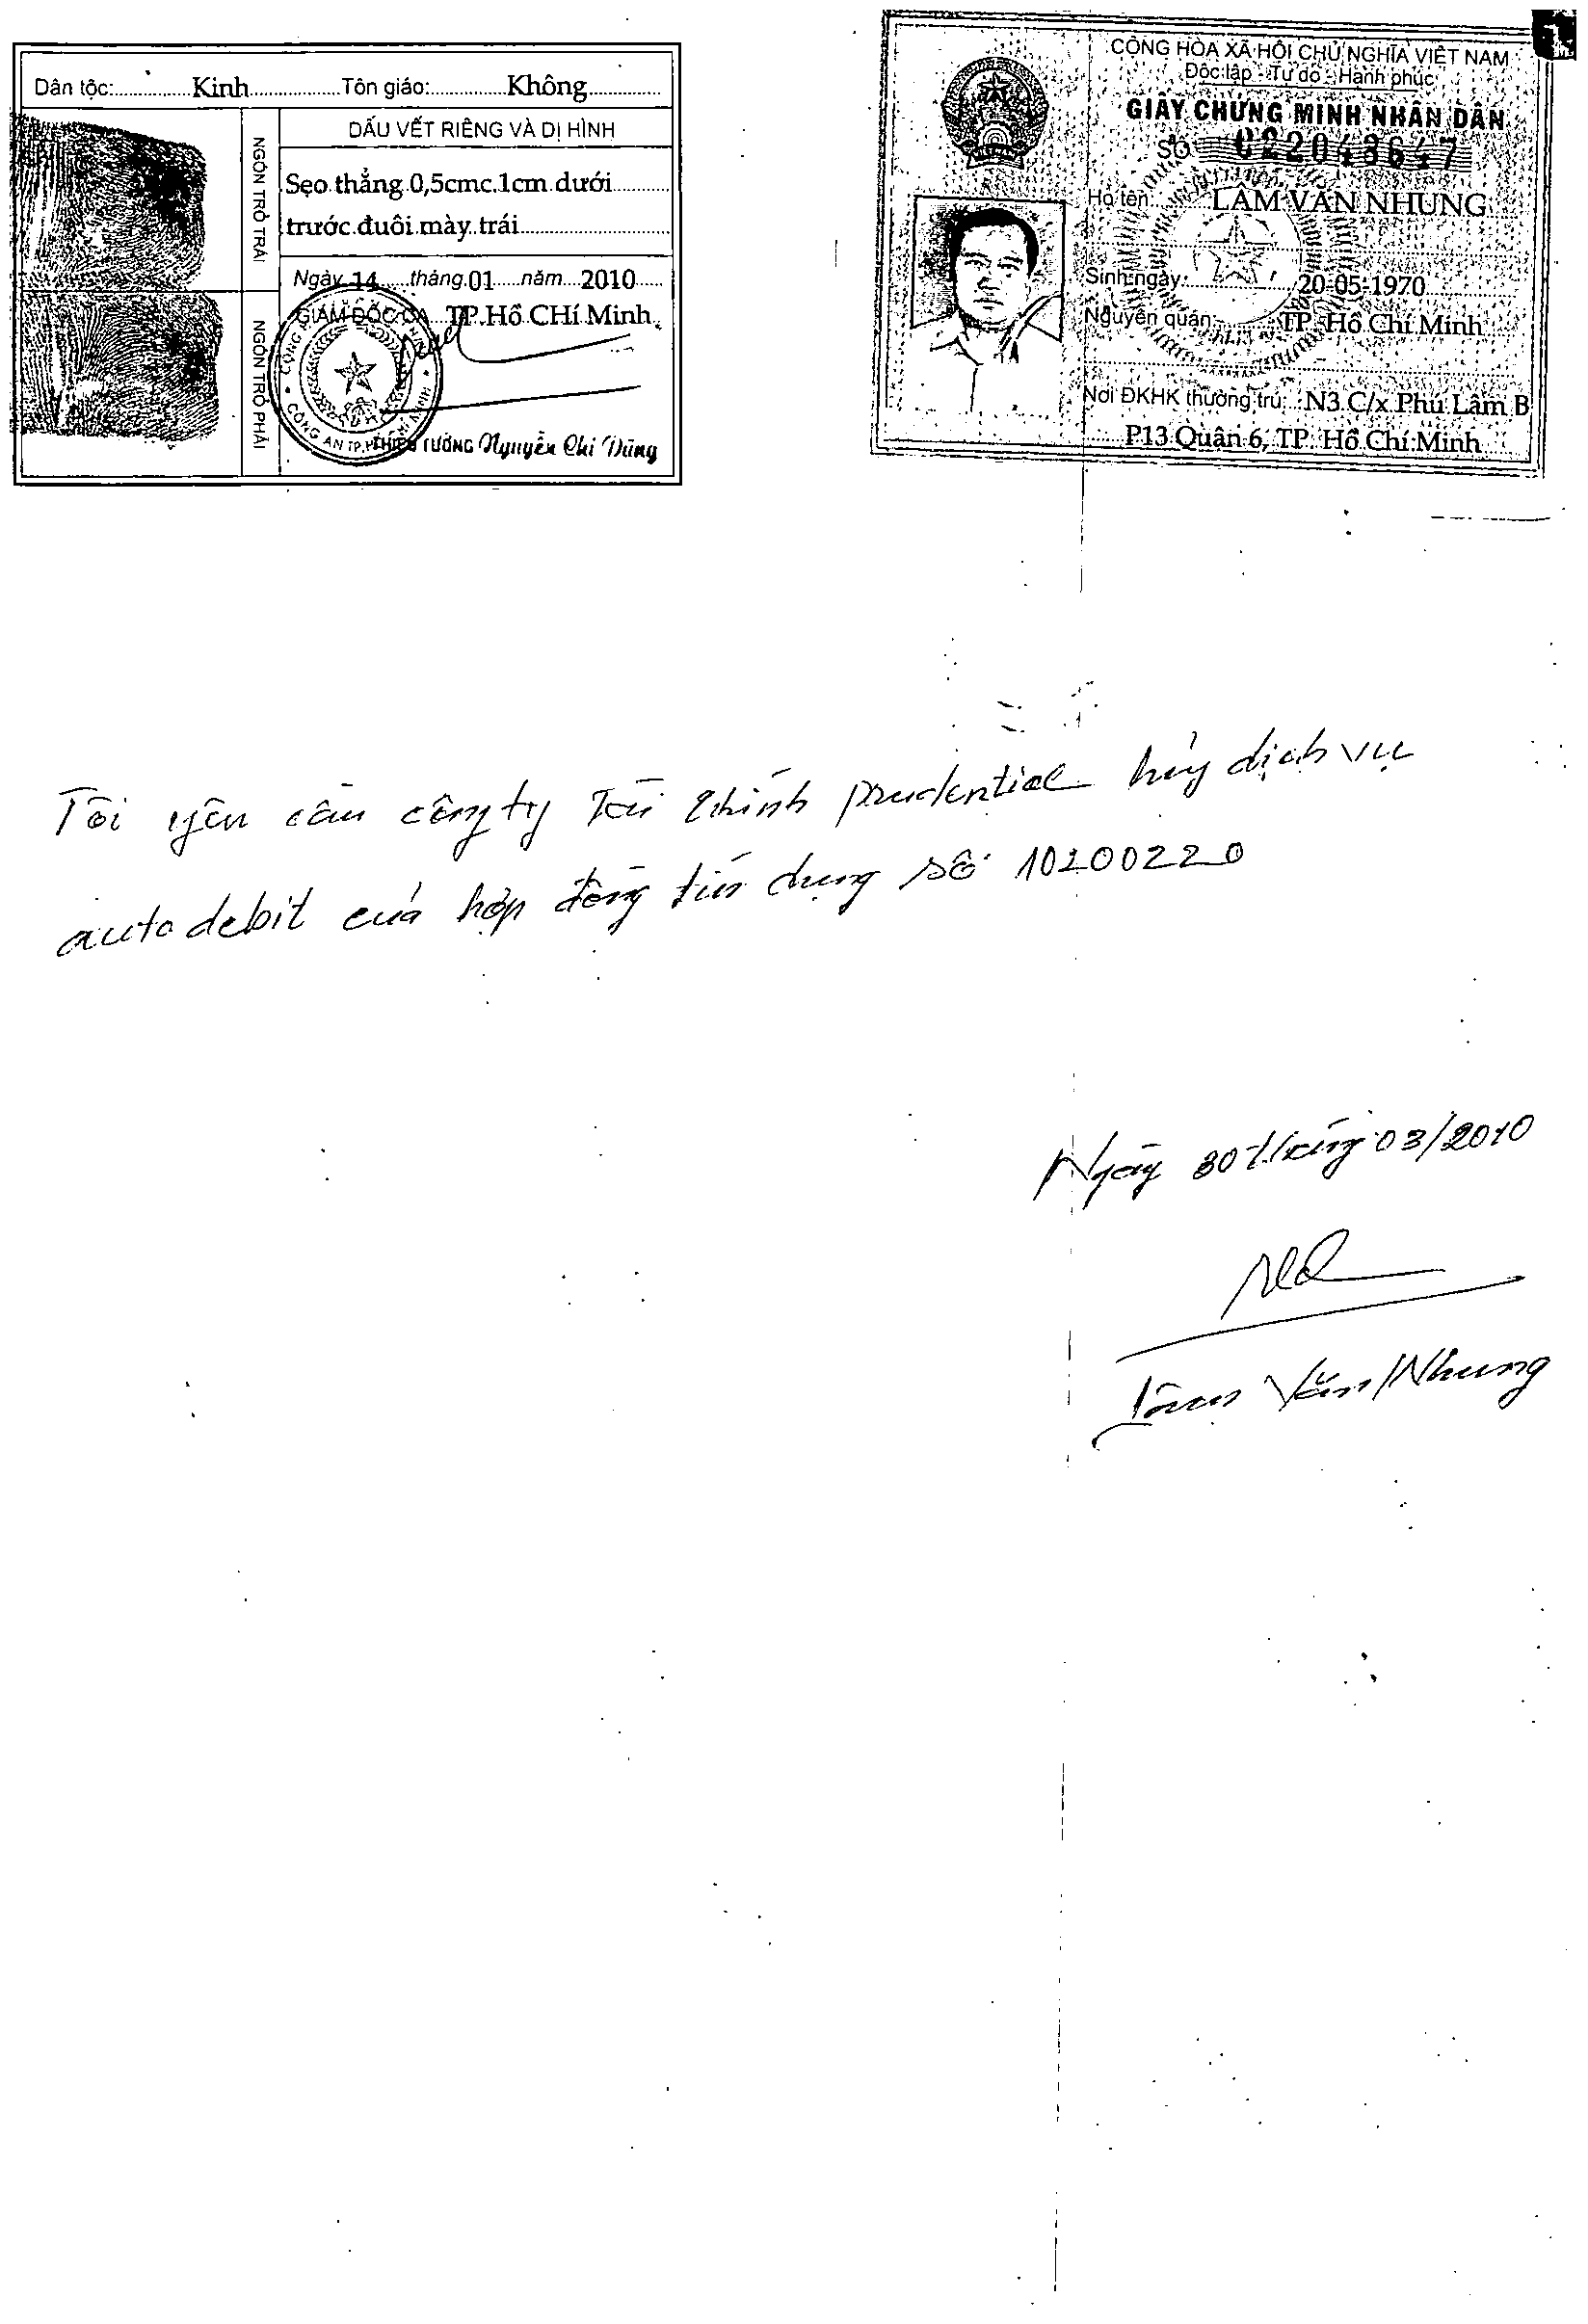 Dân tộc: Kinh Tôn giáo: Không
NGÓN TRỎ TRÁI
NGÓN TRỎ PHẢI
DẤU VẾT RIÊNG VÀ DỊ HÌNH
Sẹo thẳng 0,5cmc.1cm dưới
trước đuôi mày trái
Ngày 14 tháng 01 năm 2010
GIÁM ĐỐC CA TP.Hồ CHí Minh
CÔNG AN TP.HỒ CHÍ MINH
THIẾU TƯỚNG Nguyễn Chí Dũng
CỘNG HÒA XÃ HỘI CHỦ NGHĨA VIỆT NAM
Độc lập - Tự do - Hạnh phúc
GIẤY CHỨNG MINH NHÂN DÂN
SỐ 022043647
Họ tên: LÂM VĂN NHUNG
Sinh ngày: 20-05-1970
Nguyên quán: TP. Hồ Chí Minh
Nơi ĐKHK thường trú: N3 C/x Phú Lâm B
P13 Quận 6, TP. Hồ Chí Minh
Tôi yêu cầu công ty Tài Chính prudential hủy dịch vụ
auto debit của hợp đồng tín dụng số 10200220
Ngày 30 tháng 03/2010
Lâm Văn Nhung